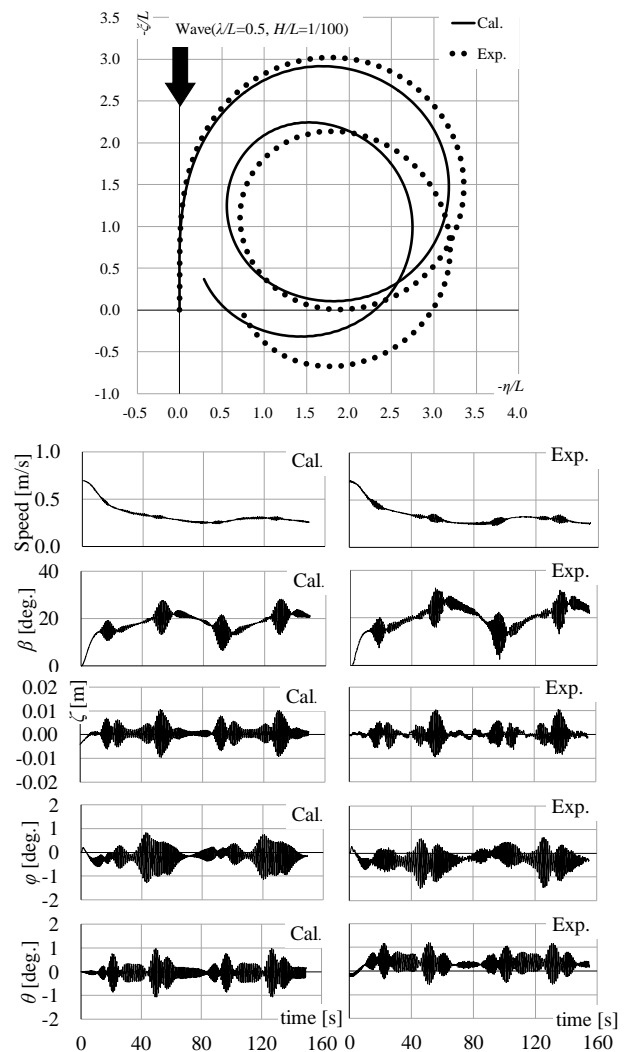 -ξ/L
Wave(λ/L=0.5, H/L=1/100)
Cal.
Exp.
3.5
3.0
2.5
2.0
1.5
1.0
0.5
0.0
-0.5
-1.0
-0.5 0.0 0.5 1.0 1.5 2.0 2.5 3.0 3.5 4.0
-η/L
Speed [m/s]
1.0
0.5
0.0
Cal.
Exp.
β [deg.]
40
20
0
Cal.
Exp.
ζ [m]
0.02
0.01
0.00
-0.01
-0.02
Cal.
Exp.
φ [deg.]
2
1
0
-1
-2
Cal.
Exp.
θ [deg.]
2
1
0
-1
-2
Cal.
Exp.
time [s]
time [s]
0 40 80 120 160
0 40 80 120 160